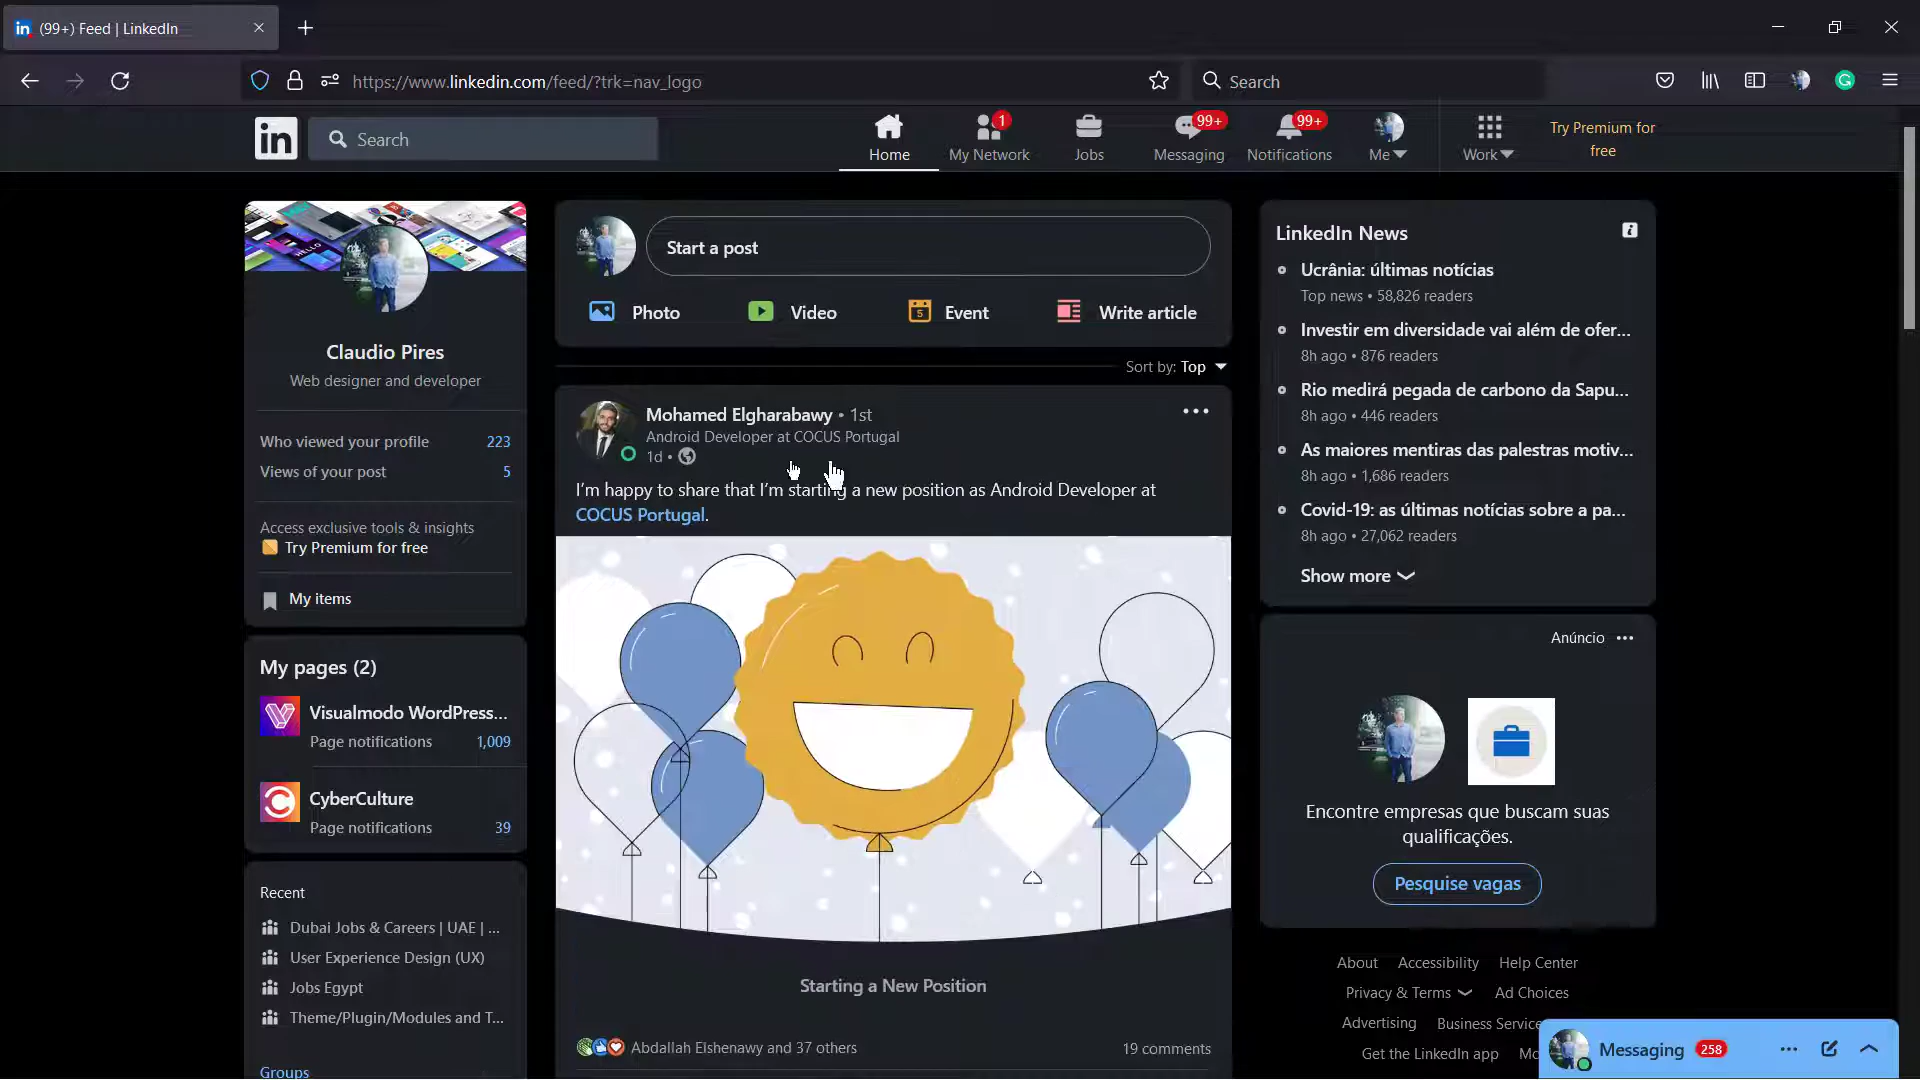 (99+) Feed | LinkedIn
https://www.linkedin.com/feed/?trk=nav_logo
Search
in
Search
Home
1
My Network
Jobs
99+
Messaging
99+
Notifications
Me
Work
Try Premium for
free
Claudio Pires
Web designer and developer
Who viewed your profile 223
Views of your post 5
Access exclusive tools & insights
Try Premium for free
My items
My pages (2)
Visualmodo WordPress...
Page notifications 1,009
CyberCulture
Page notifications 39
Recent
Dubai Jobs & Careers | UAE | ...
User Experience Design (UX)
Jobs Egypt
Theme/Plugin/Modules and T...
Groups
Start a post
Photo
Video
Event
Write article
Sort by: Top
Mohamed Elgharabawy • 1st
Android Developer at COCUS Portugal
1d •
I'm happy to share that I'm starting a new position as Android Developer at
COCUS Portugal.
Starting a New Position
Abdallah Elshenawy and 37 others
19 comments
LinkedIn News
Ucrânia: últimas notícias
Top news • 58,826 readers
Investir em diversidade vai além de ofer...
8h ago • 876 readers
Rio medirá pegada de carbono da Sapu...
8h ago • 446 readers
As maiores mentiras das palestras motiv...
8h ago • 1,686 readers
Covid-19: as últimas notícias sobre a pa...
8h ago • 27,062 readers
Show more
Anúncio
Encontre empresas que buscam suas
qualificações.
Pesquise vagas
About Accessibility Help Center
Privacy & Terms Ad Choices
Advertising Business Service
Get the LinkedIn app Mo
Messaging 258